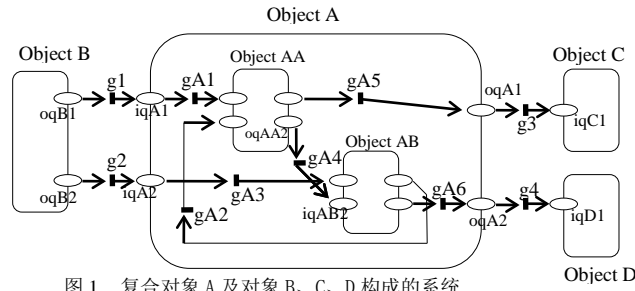 Object A
Object B
Object C
Object AA
g1
gA1
gA5
oqA1
oqB1
iqA1
g3
iqC1
oqAA2
Object AB
gA4
g2
oqB2
iqA2
gA3
iqAB2
gA2
gA6
g4
oqA2
iqD1
Object D
图 1 复合对象 A 及对象 B、C、D 构成的系统